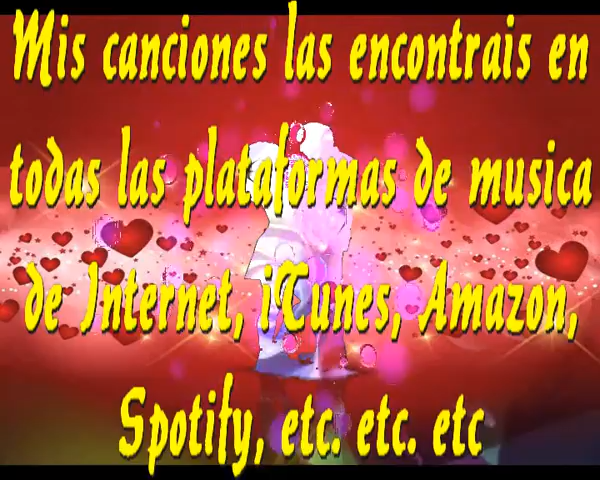 Mis canciones las encontrais en
todas las plataformas de musica
de Internet, iTunes, Amazon,
Spotify, etc. etc. etc